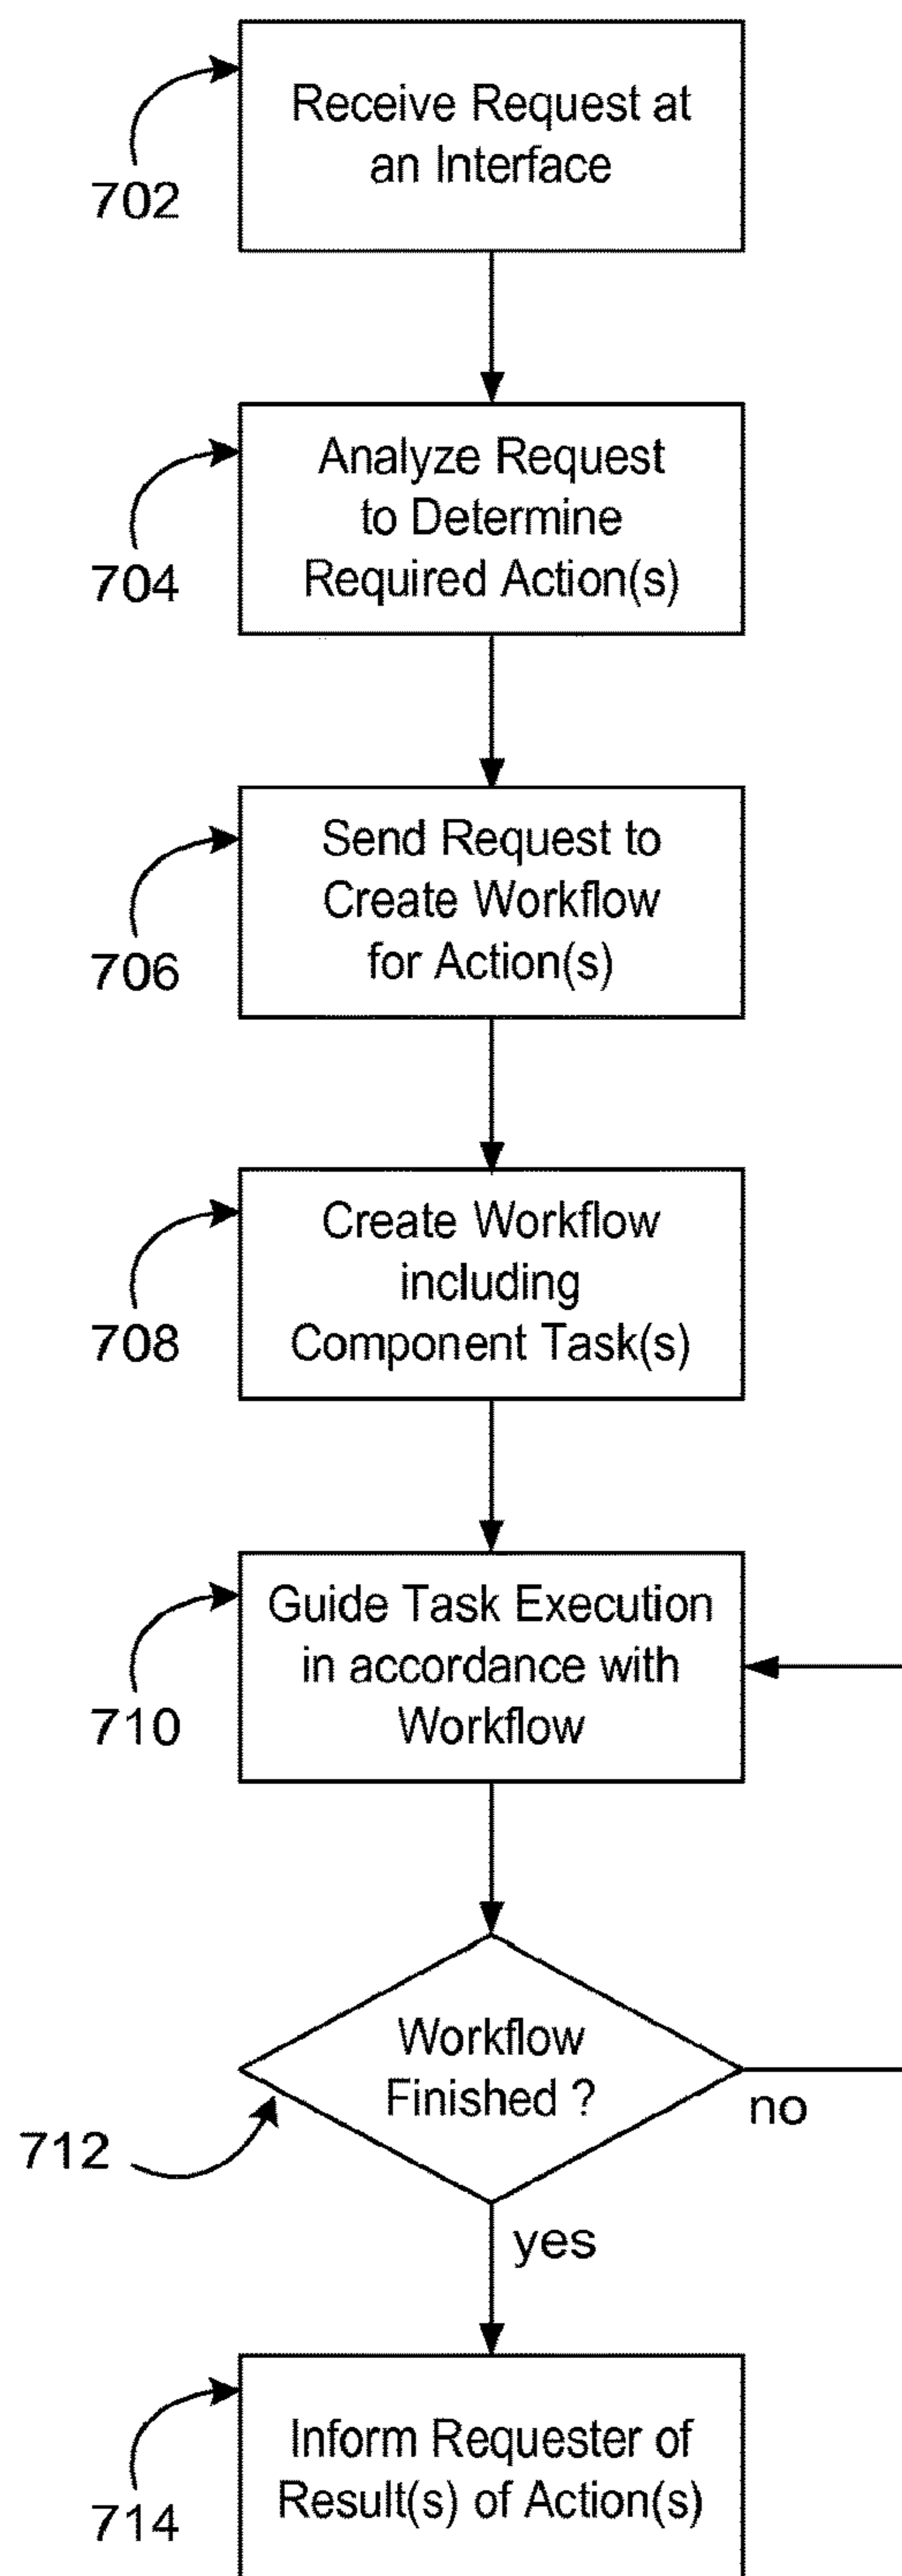 Receive Request at
an Interface
702
Analyze Request
to Determine
Required Action(s)
704
Send Request to
Create Workflow
for Action(s)
706
Create Workflow
including
Component Task(s)
708
Guide Task Execution
in accordance with
Workflow
710
Workflow
Finished ?
712
no
yes
Inform Requester of
Result(s) of Action(s)
714